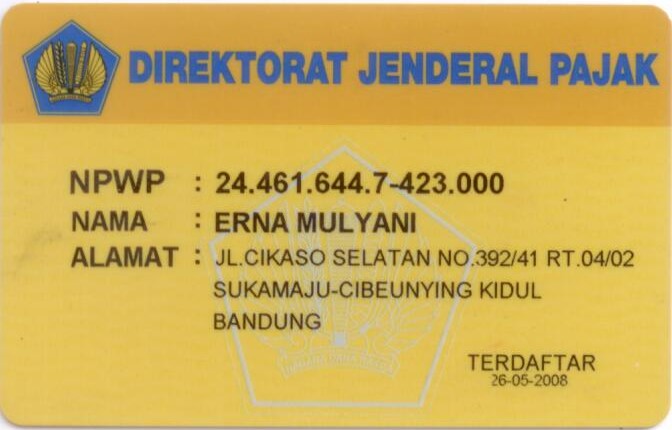 DIREKTORAT JENDERAL PAJAK
NPWP : 24.461.644.7-423.000
NAMA : ERNA MULYANI
ALAMAT : JL.CIKASO SELATAN NO.392/41 RT.04/02
SUKAMAJU-CIBEUNYING KIDUL
BANDUNG
TERDAFTAR
26-05-2008